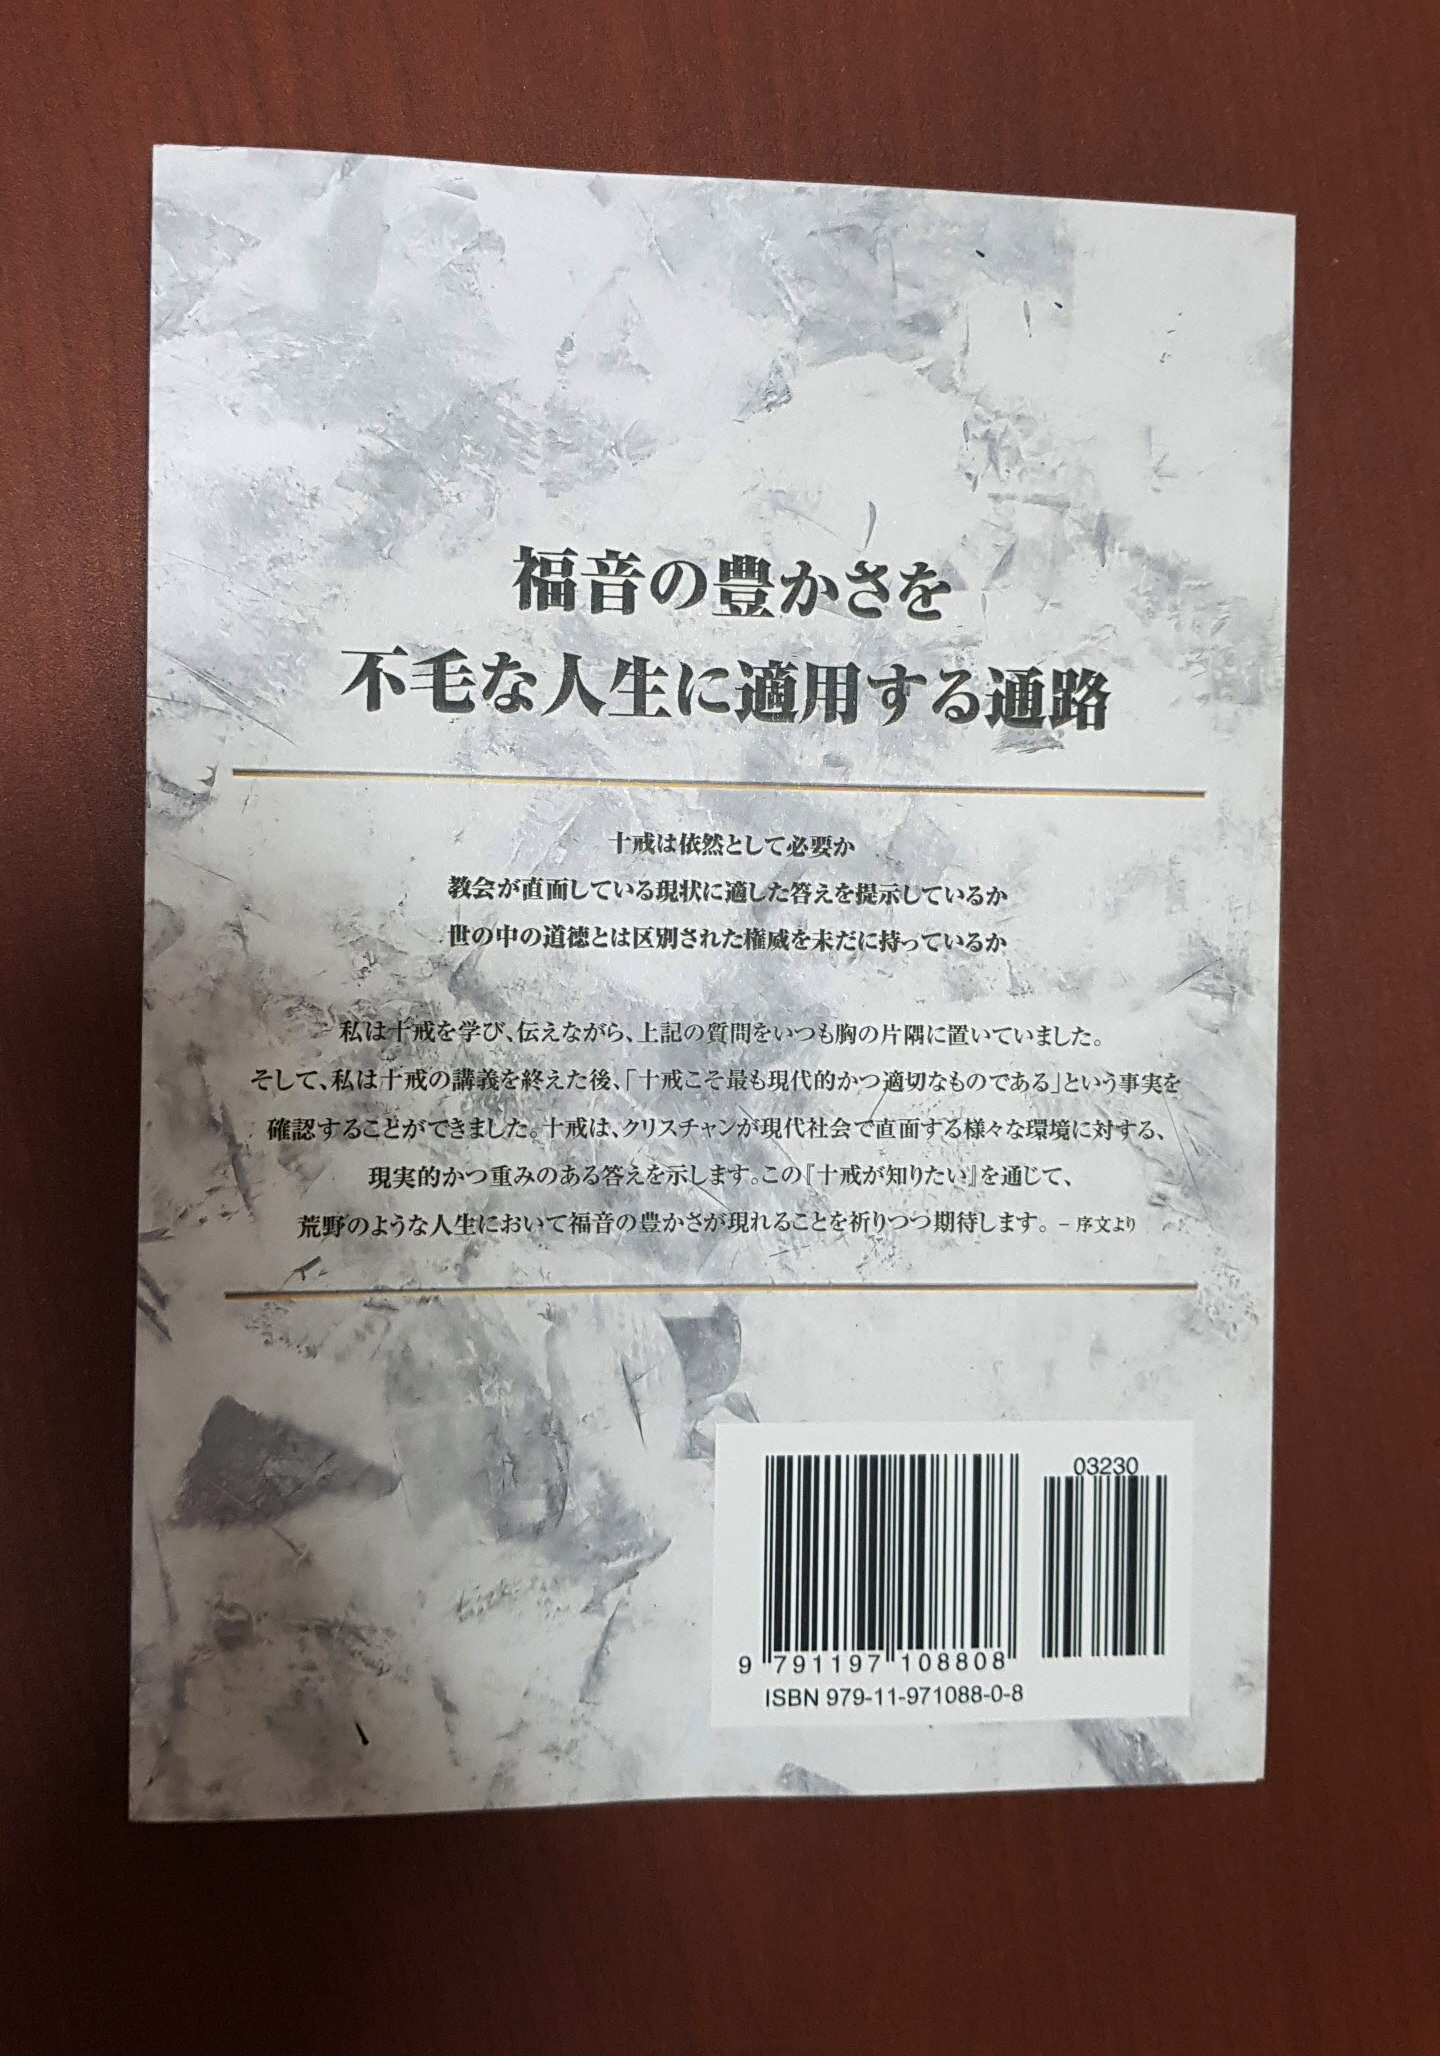 福音の豊かさを
不毛な人生に適用する通路
十戒は依然として必要か
教会が直面している現状に適した答えを提示しているか
世の中の道徳とは区別された権威を未だに持っているか
私は十戒を学び、伝えながら、上記の質問をいつも胸の片隅に置いていました。
そして、私は十戒の講義を終えた後、「十戒こそ最も現代的かつ適切なものである」という事実を
確認することができました。十戒は、クリスチャンが現代社会で直面する様々な環境に対する、
現実的かつ重みのある答えを示します。この『十戒が知りたい』を通じて、
荒野のような人生において福音の豊かさが現れることを祈りつつ期待します。 – 序文より
03230
9 791197 108808
ISBN 979-11-971088-0-8